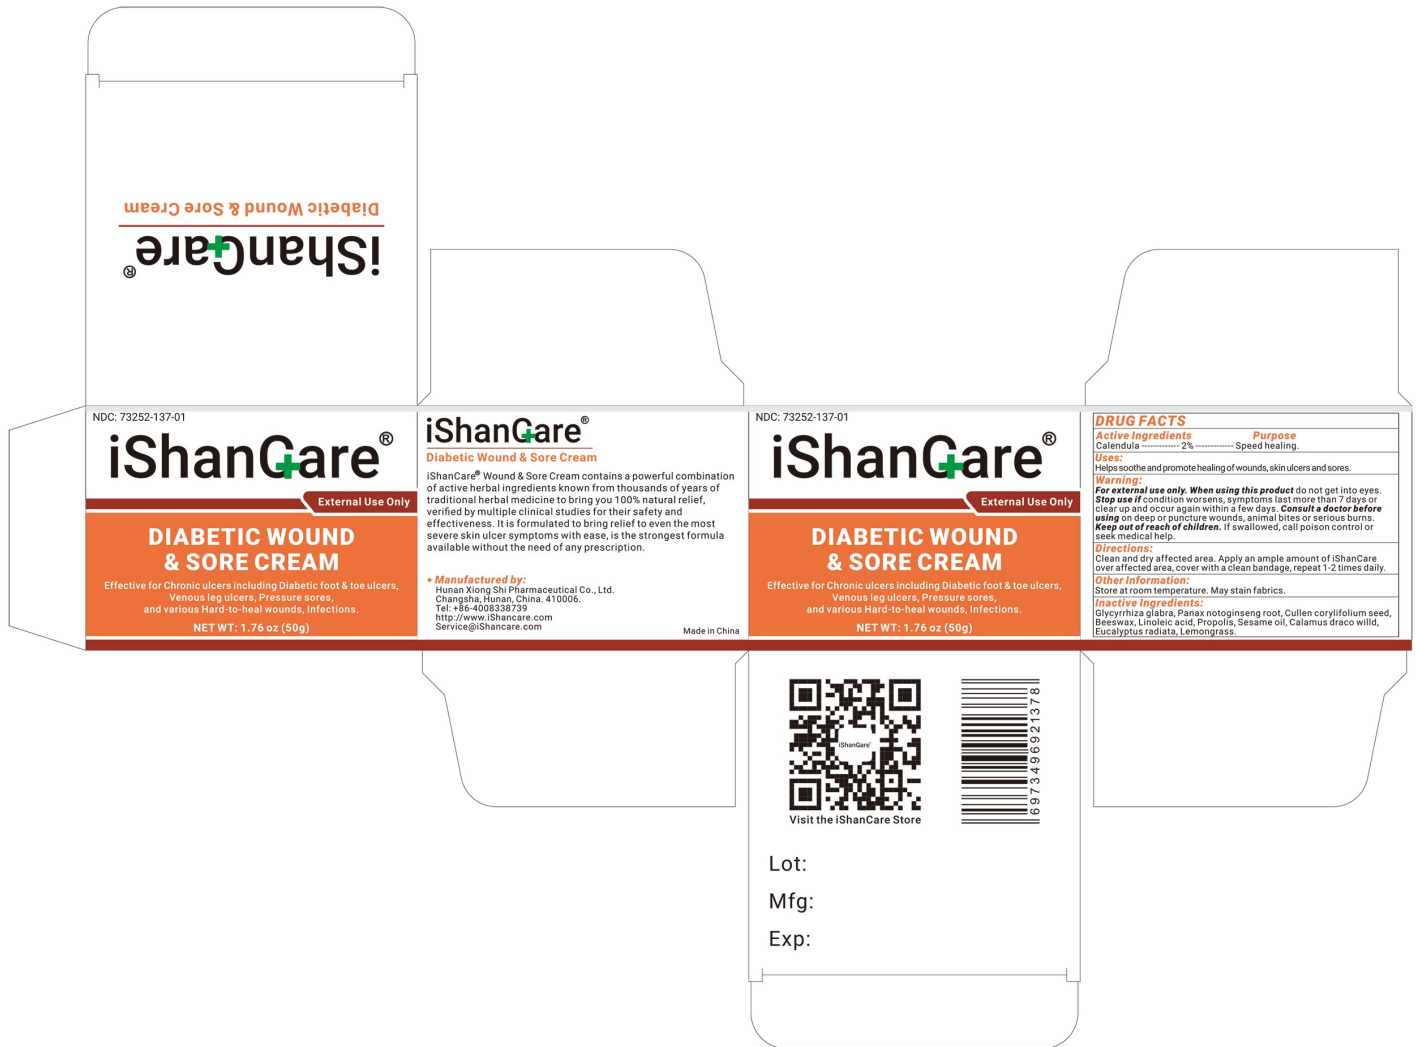 Diabetic Wound & Sore Cream
iShanCare®
NDC: 73252-137-01
iShanCare®
External Use Only
DIABETIC WOUND
& SORE CREAM
Effective for Chronic ulcers including Diabetic foot & toe ulcers,
Venous leg ulcers, Pressure sores,
and various Hard-to-heal wounds, Infections.
NET WT: 1.76 oz (50g)
iShanCare®
Diabetic Wound & Sore Cream
iShanCare® Wound & Sore Cream contains a powerful combination
of active herbal ingredients known from thousands of years of
traditional herbal medicine to bring you 100% natural relief,
verified by multiple clinical studies for their safety and
effectiveness. It is formulated to bring relief to even the most
severe skin ulcer symptoms with ease, is the strongest formula
available without the need of any prescription.
• Manufactured by:
Hunan Xiong Shi Pharmaceutical Co., Ltd.
Changsha, Hunan, China. 410006.
Tel: +86-4008338739
http://www.iShancare.com
Service@iShancare.com
Made in China
NDC: 73252-137-01
iShanCare®
External Use Only
DIABETIC WOUND
& SORE CREAM
Effective for Chronic ulcers including Diabetic foot & toe ulcers,
Venous leg ulcers, Pressure sores,
and various Hard-to-heal wounds, Infections.
NET WT: 1.76 oz (50g)
DRUG FACTS
Active Ingredients Purpose
Calendula ------------ 2% ------------ Speed healing.
Uses:
Helps soothe and promote healing of wounds, skin ulcers and sores.
Warning:
For external use only. When using this product do not get into eyes.
Stop use if condition worsens, symptoms last more than 7 days or
clear up and occur again within a few days. Consult a doctor before
using on deep or puncture wounds, animal bites or serious burns.
Keep out of reach of children. If swallowed, call poison control or
seek medical help.
Directions:
Clean and dry affected area. Apply an ample amount of iShanCare
over affected area, cover with a clean bandage, repeat 1-2 times daily.
Other Information:
Store at room temperature. May stain fabrics.
Inactive Ingredients:
Glycyrrhiza glabra, Panax notoginseng root, Cullen corylifolium seed,
Beeswax, Linoleic acid, Propolis, Sesame oil, Calamus draco willd,
Eucalyptus radiata, Lemongrass.
iShanCare®
Visit the iShanCare Store
6973496921378
Lot:
Mfg:
Exp: